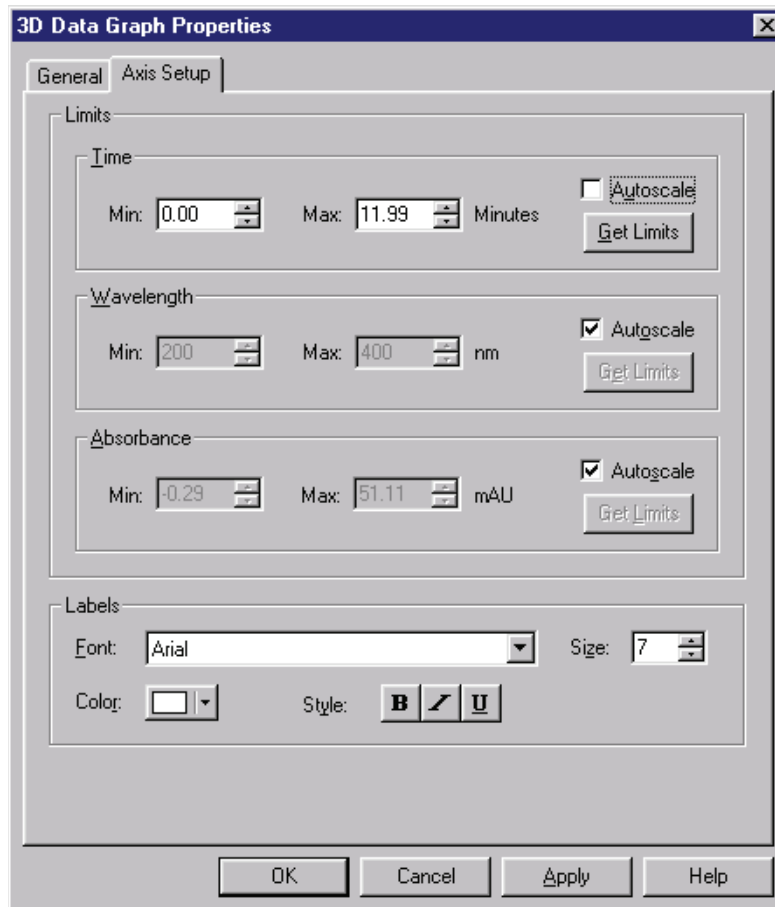 3D Data Graph Properties
General Axis Setup
Limits
Time
Min: 0.00 Max: 11.99 Minutes Autoscale
Get Limits
Wavelength
Min: 200 Max: 400 nm Autoscale
Get Limits
Absorbance
Min: -0.29 Max: 51.11 mAU Autoscale
Get Limits
Labels
Font: Arial Size: 7
Color: Style: B I U
OK Cancel Apply Help